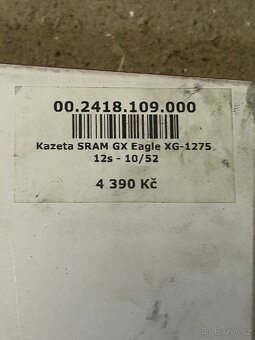 00.2418.109.000
Kazeta SRAM GX Eagle XG-1275
12s - 10/52
4 390 Kč